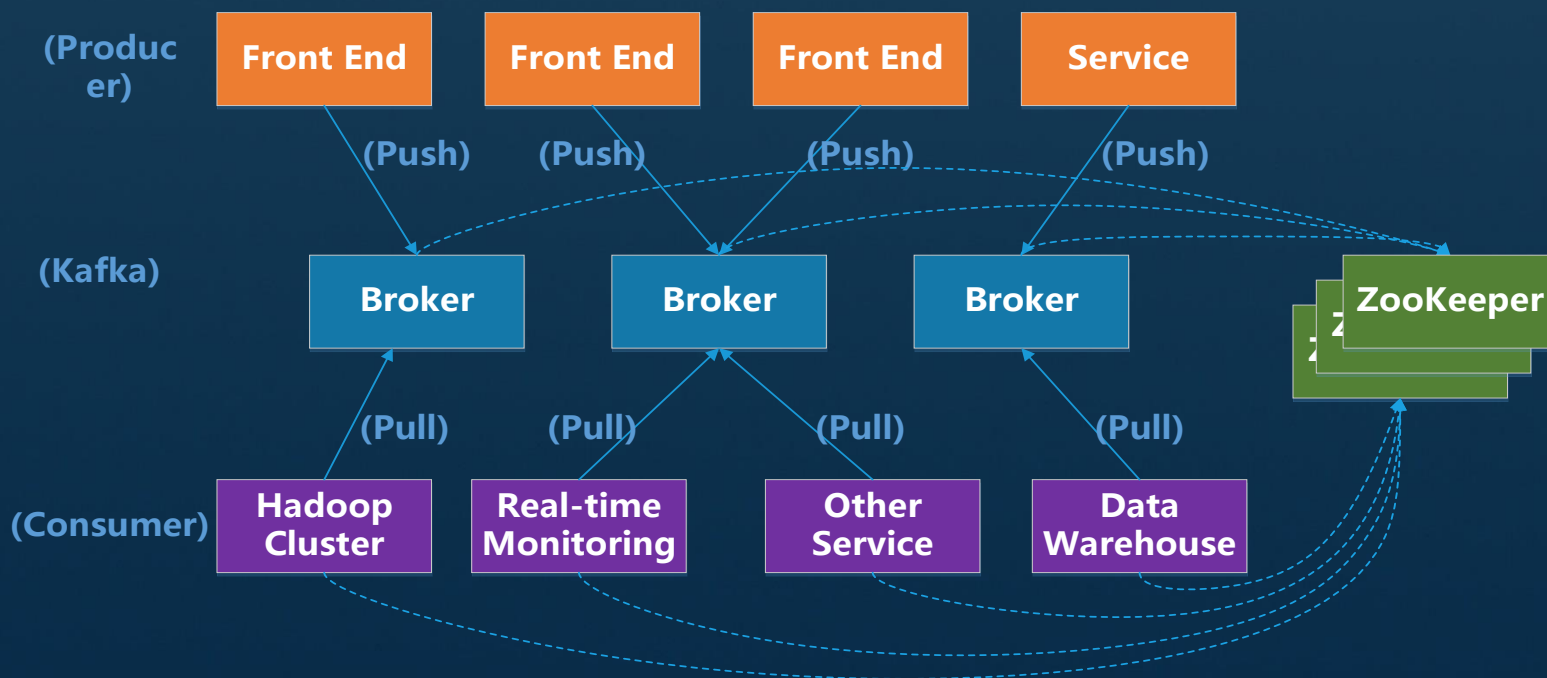 (Produc
er)
Front End
Front End
Front End
Service
(Push)
(Push)
(Push)
(Push)
(Kafka)
Broker
Broker
Broker
ZooKeeper
Z
Z
(Pull)
(Pull)
(Pull)
(Pull)
(Consumer)
Hadoop
Cluster
Real-time
Monitoring
Other
Service
Data
Warehouse